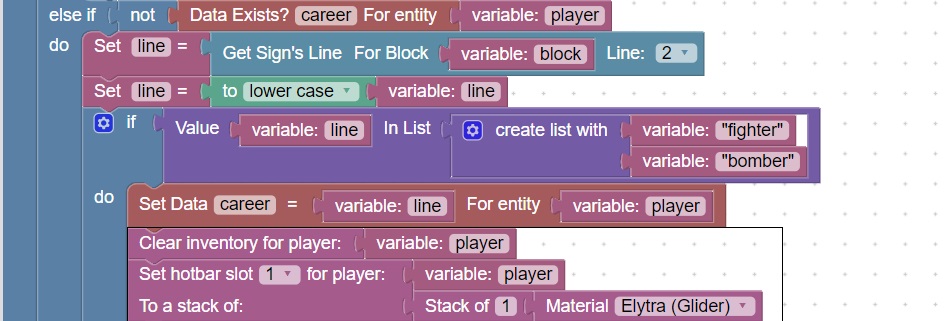 else if not Data Exists? career For entity variable: player
do Set line = Get Sign's Line For Block variable: block Line: 2
Set line = to lower case variable: line
if Value variable: line In List create list with variable: "fighter"
variable: "bomber"
do Set Data career = variable: line For entity variable: player
Clear inventory for player: variable: player
Set hotbar slot 1 for player: variable: player
To a stack of: Stack of 1 Material Elytra (Glider)